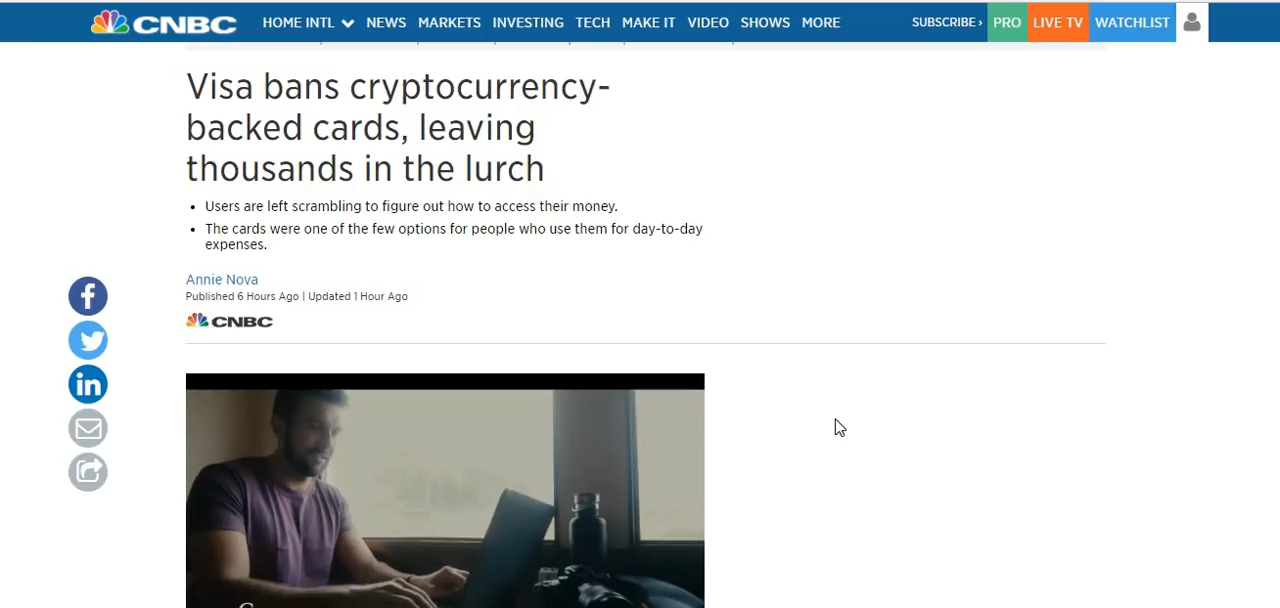 CNBC HOME INTL NEWS MARKETS INVESTING TECH MAKE IT VIDEO SHOWS MORE SUBSCRIBE › PRO LIVE TV WATCHLIST
Visa bans cryptocurrency-
backed cards, leaving
thousands in the lurch
• Users are left scrambling to figure out how to access their money.
• The cards were one of the few options for people who use them for day-to-day
expenses.
Annie Nova
Published 6 Hours Ago | Updated 1 Hour Ago
CNBC